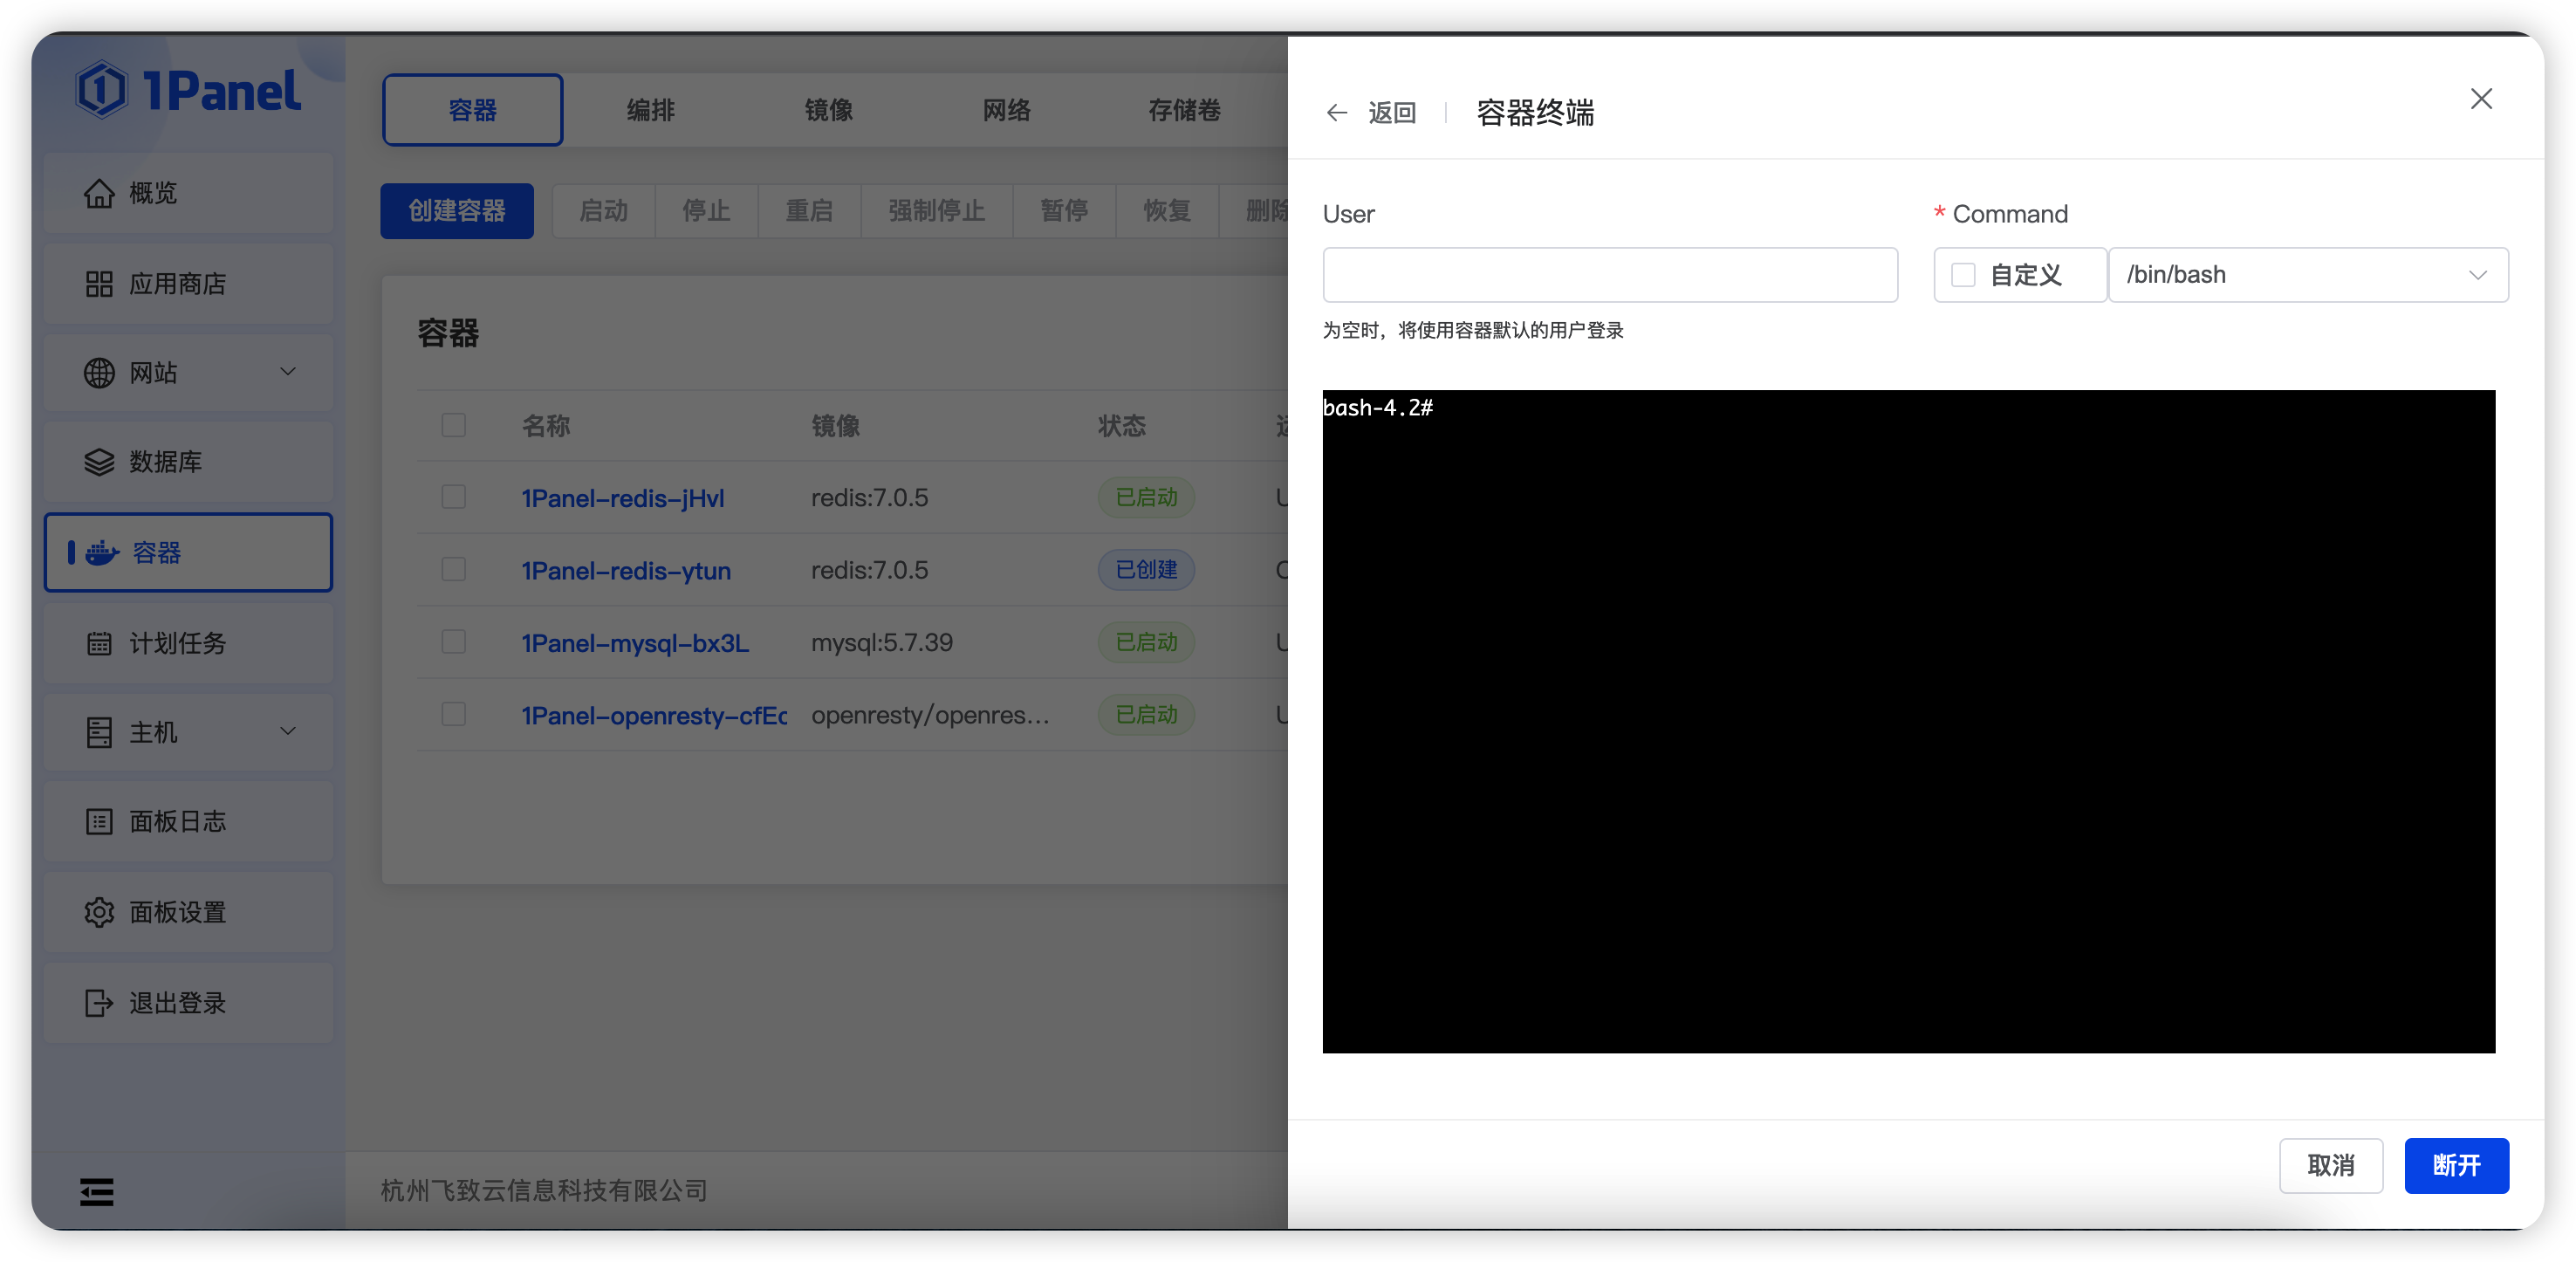 1Panel
概览
应用商店
网站
数据库
容器
计划任务
主机
面板日志
面板设置
退出登录
容器 编排 镜像 网络 存储卷
创建容器 启动 停止 重启 强制停止 暂停 恢复 删除
容器
名称 镜像 状态
1Panel-redis-jHvl redis:7.0.5 已启动
1Panel-redis-ytun redis:7.0.5 已创建
1Panel-mysql-bx3L mysql:5.7.39 已启动
1Panel-openresty-cfEc openresty/openres... 已启动
杭州飞致云信息科技有限公司
返回 容器终端
User
为空时，将使用容器默认的用户登录
* Command
自定义 /bin/bash
bash-4.2#
取消 断开